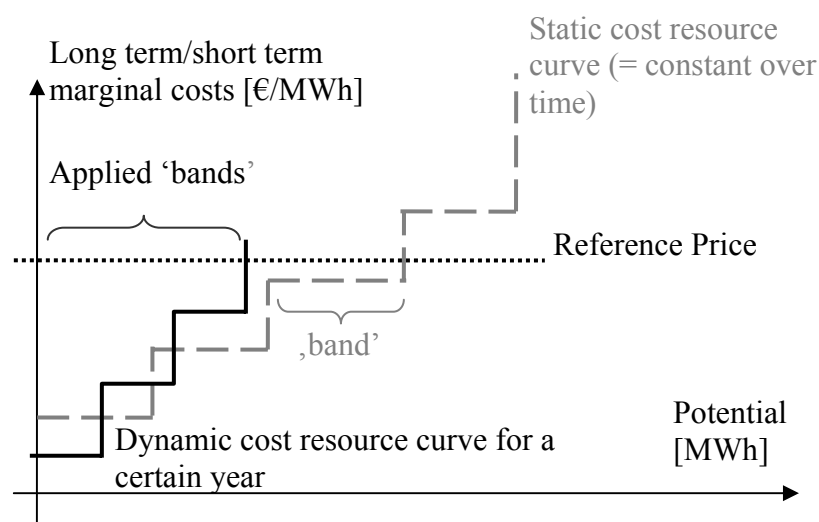 Static cost resource
curve (= constant over
time)
Long term/short term
marginal costs [€/MWh]
Applied ‘bands’
Reference Price
‚band’
Potential
[MWh]
Dynamic cost resource curve for a
certain year